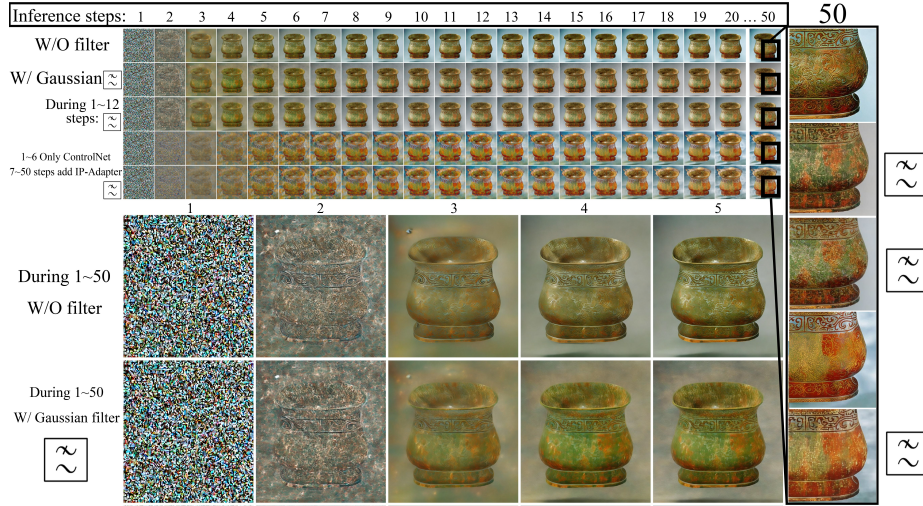 Inference steps: 1 2 3 4 5 6 7 8 9 10 11 12 13 14 15 16 17 18 19 20 ... 50
50
W/O filter
W/ Gaussian
During 1~12
steps:
1~6 Only ControlNet
7~50 steps add IP-Adapter
1 2 3 4 5
During 1~50
W/O filter
During 1~50
W/ Gaussian filter